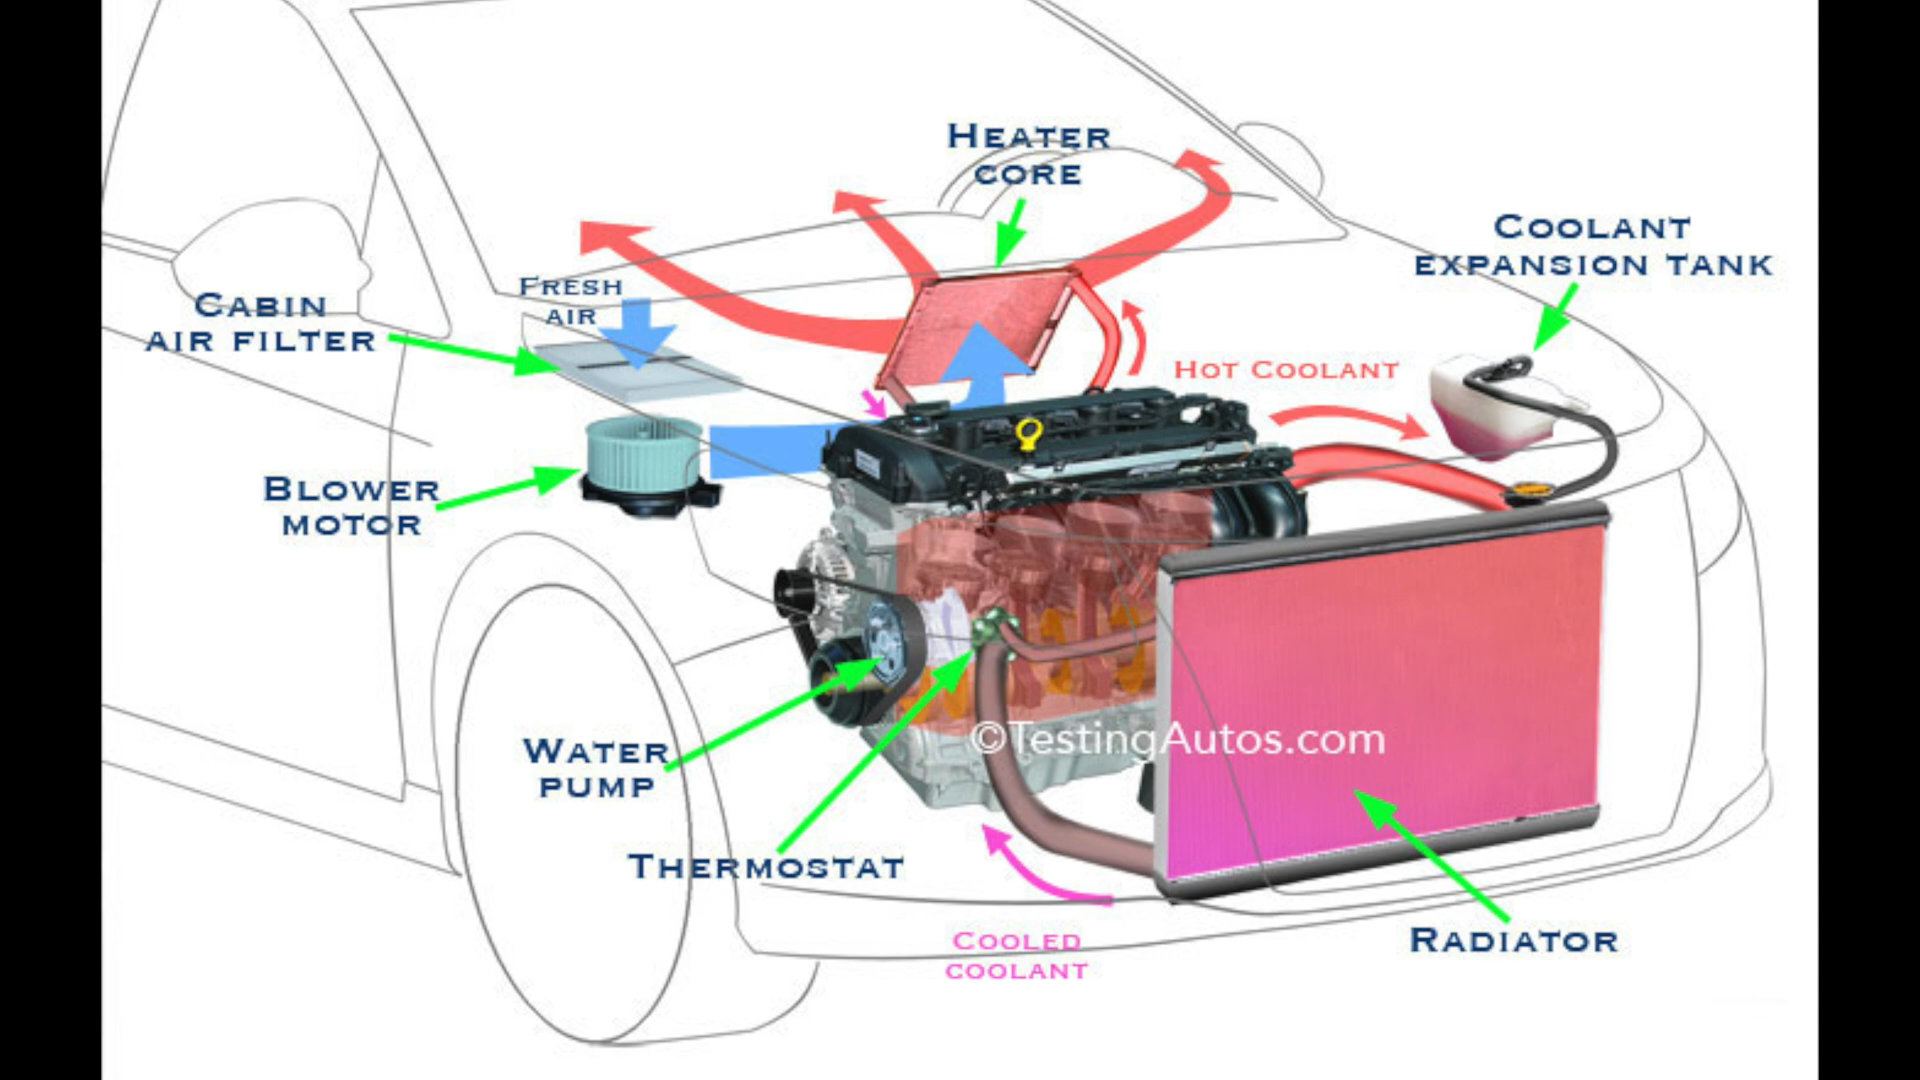 HEATER
CORE
COOLANT
EXPANSION TANK
FRESH
AIR
CABIN
AIR FILTER
HOT COOLANT
BLOWER
MOTOR
©TestingAutos.com
WATER
PUMP
THERMOSTAT
COOLED
COOLANT
RADIATOR